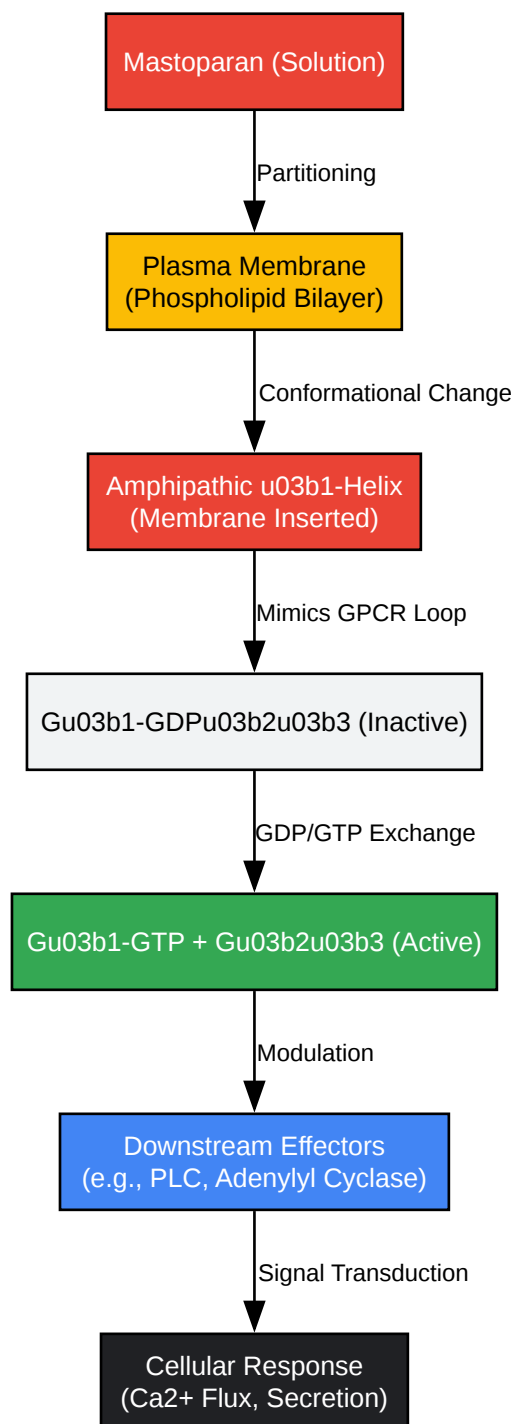 Mastoparan (Solution)
Partitioning
Plasma Membrane
(Phospholipid Bilayer)
Conformational Change
Amphipathic u03b1-Helix
(Membrane Inserted)
Mimics GPCR Loop
Gu03b1-GDPu03b2u03b3 (Inactive)
GDP/GTP Exchange
Gu03b1-GTP + Gu03b2u03b3 (Active)
Modulation
Downstream Effectors
(e.g., PLC, Adenylyl Cyclase)
Signal Transduction
Cellular Response
(Ca2+ Flux, Secretion)